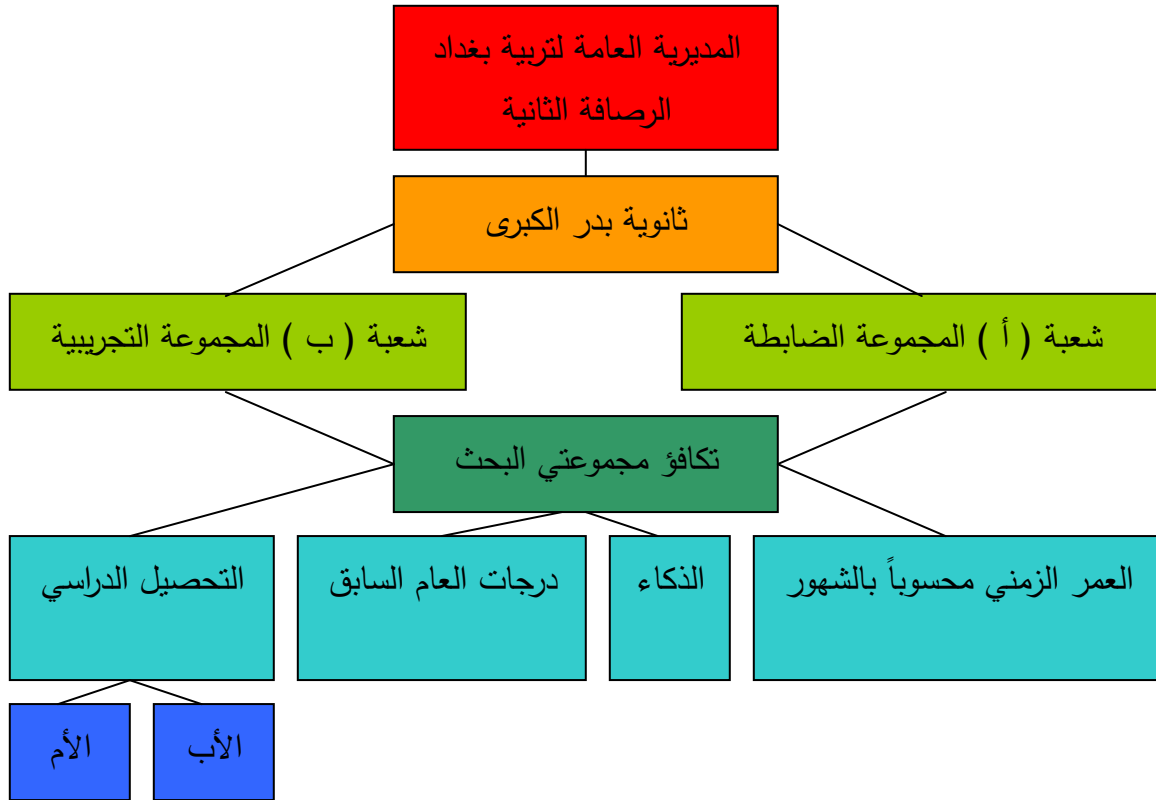 المديرية العامة لتربية بغداد
الرصافة الثانية
ثانوية بدر الكبرى
شعبة ( أ ) المجموعة الضابطة
شعبة ( ب ) المجموعة التجريبية
تكافؤ مجموعتي البحث
العمر الزمني محسوباً بالشهور
الذكاء
درجات العام السابق
التحصيل الدراسي
الأب
الأم